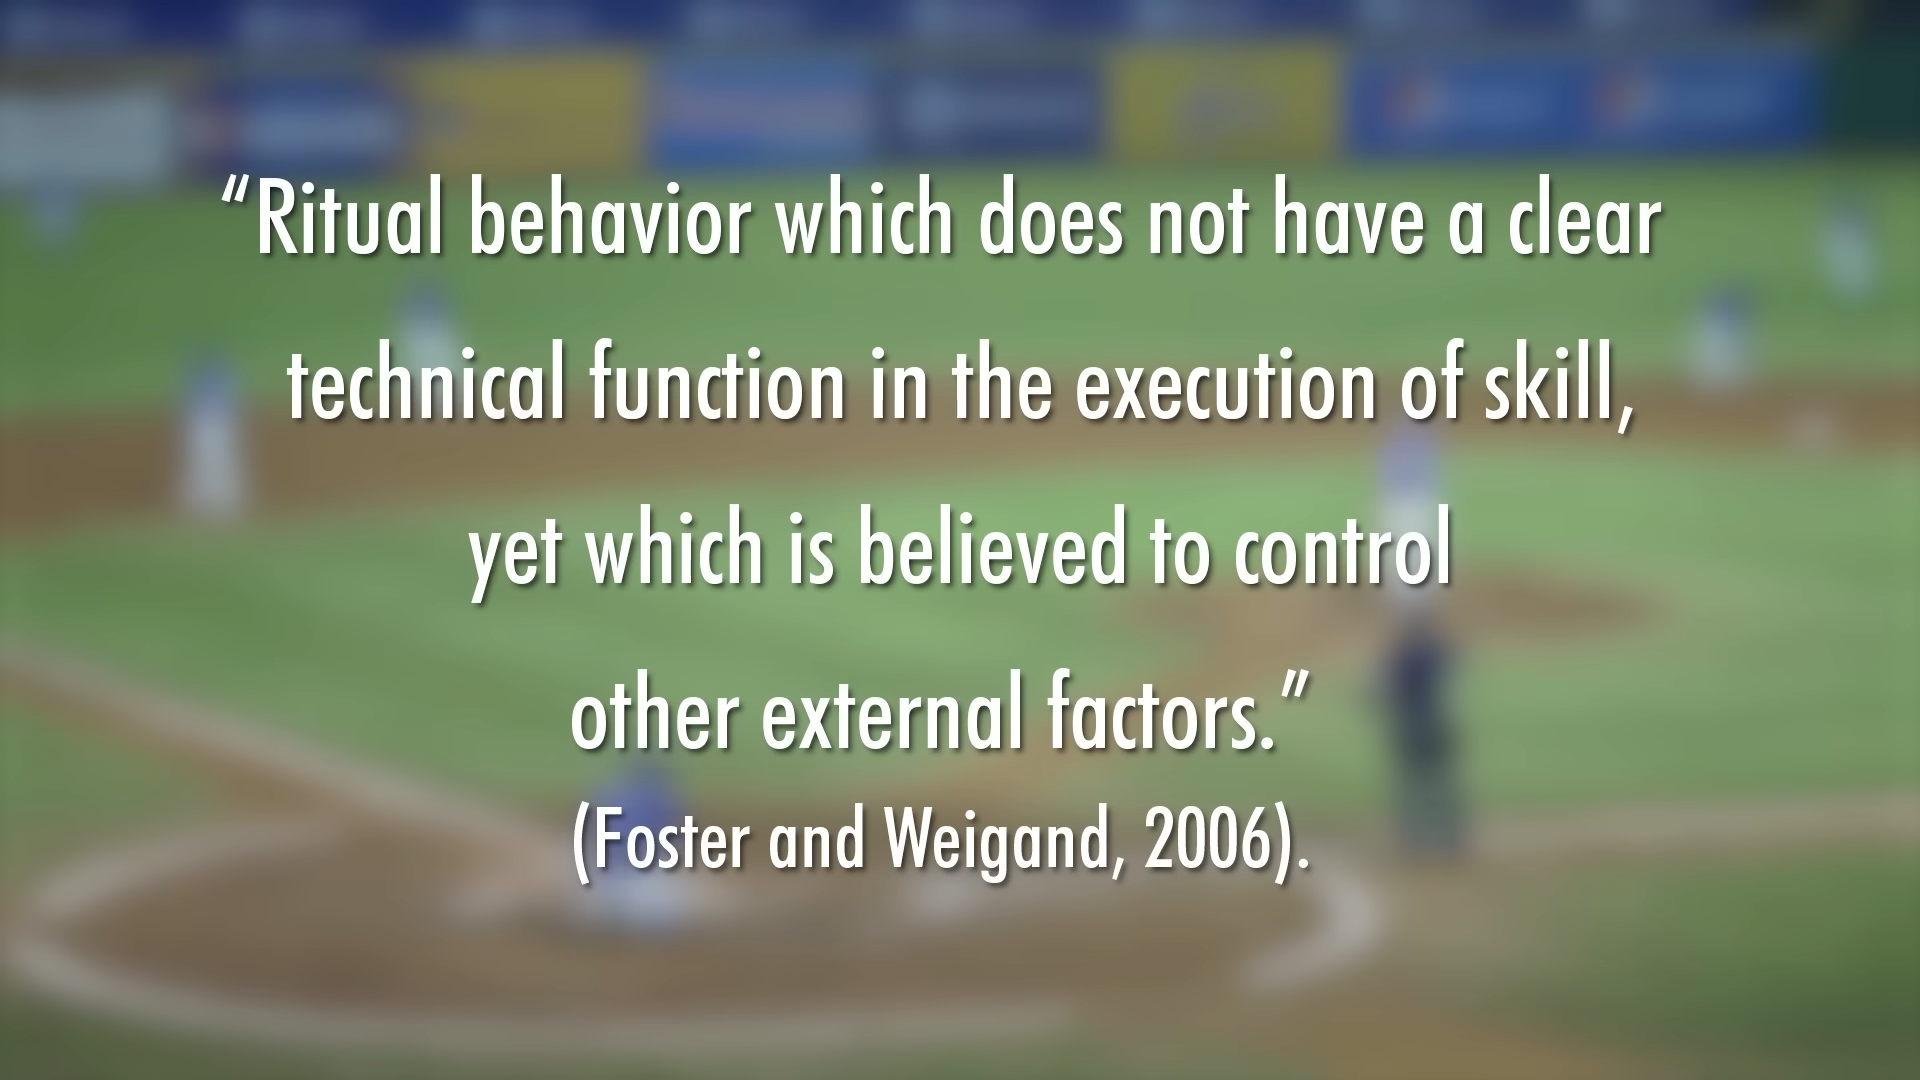 “Ritual behavior which does not have a clear
technical function in the execution of skill,
yet which is believed to control
other external factors.”
(Foster and Weigand, 2006).